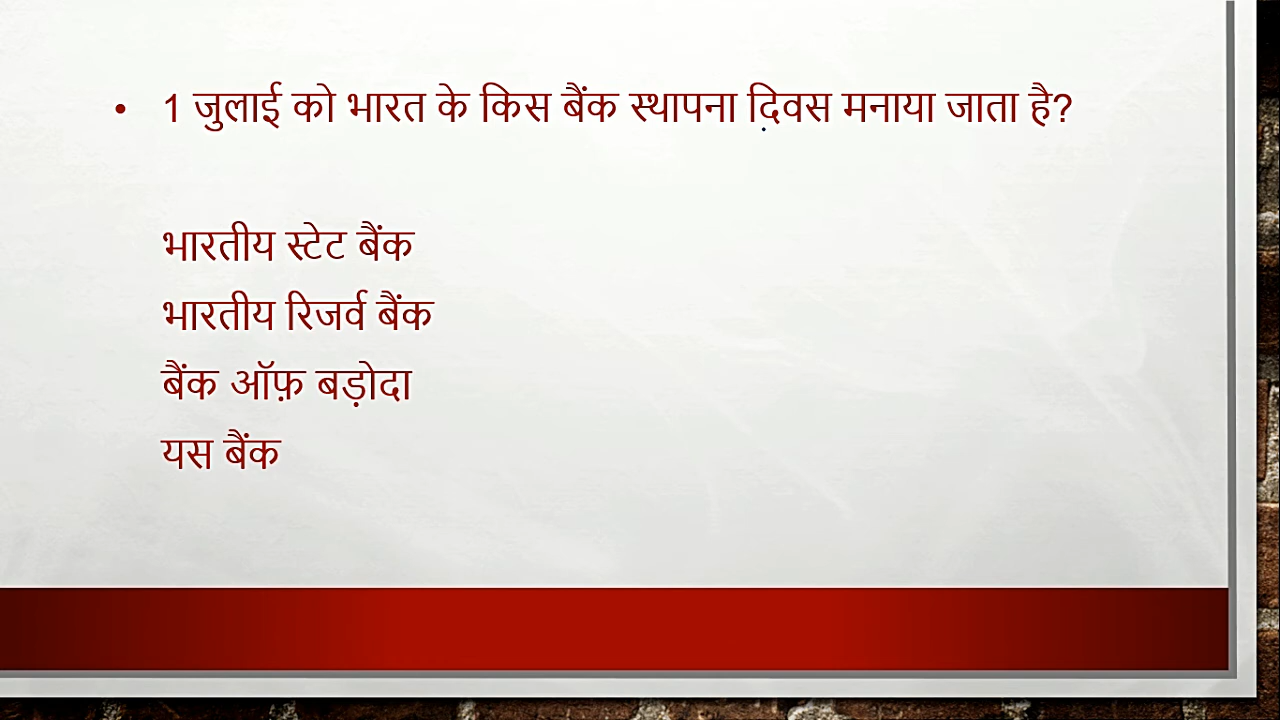 • 1 जुलाई को भारत के किस बैंक स्थापना दिवस मनाया जाता है?
भारतीय स्टेट बैंक
भारतीय रिजर्व बैंक
बैंक ऑफ़ बड़ोदा
यस बैंक